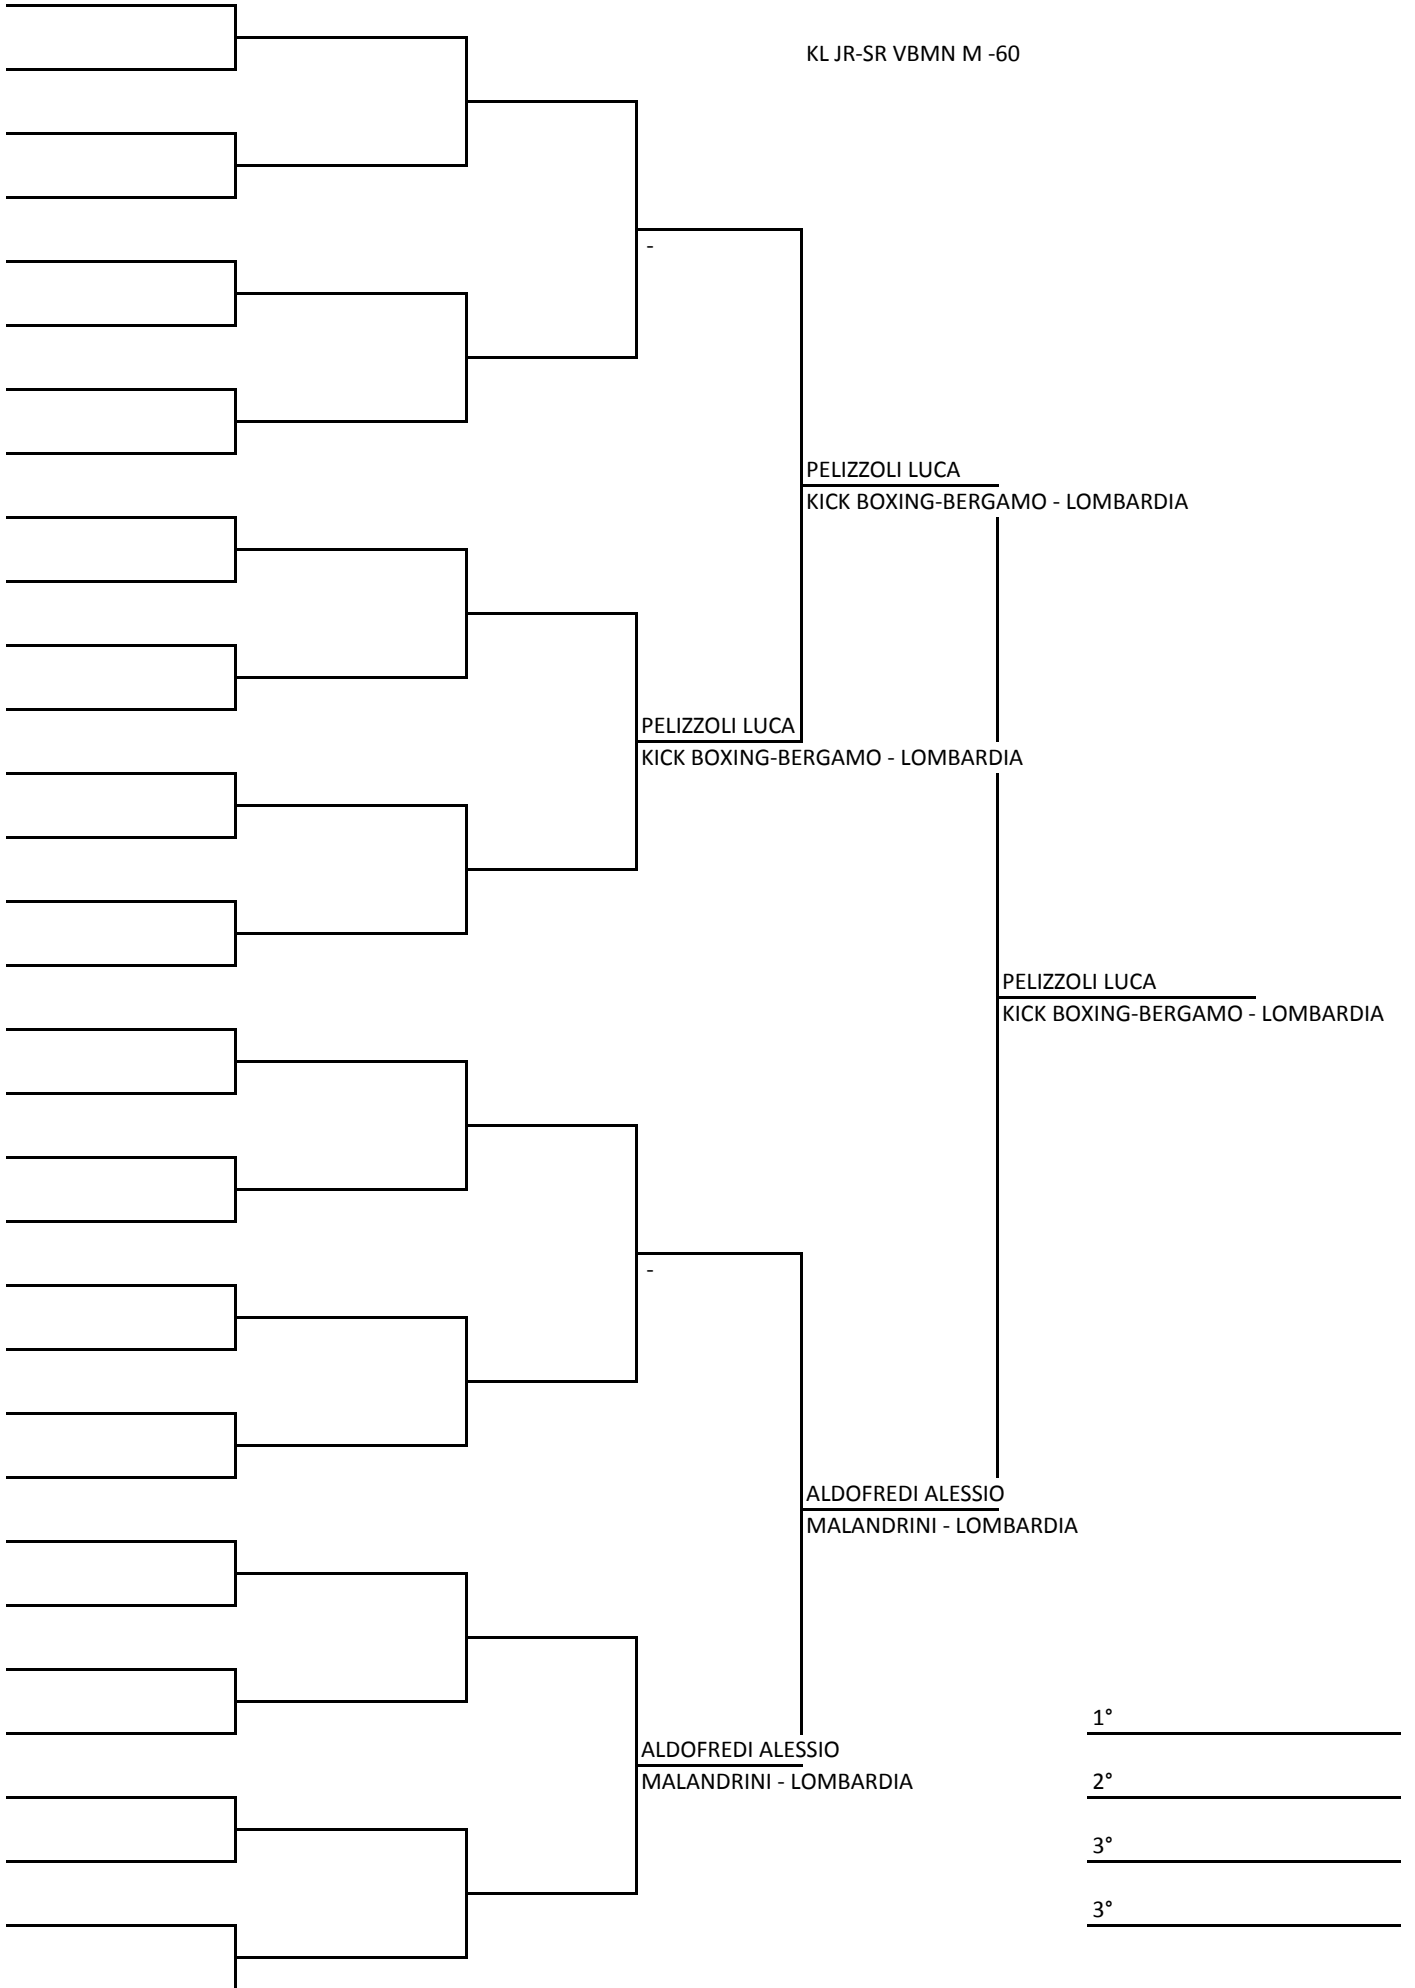 KL JR-SR VBMN M -60
-
PELIZZOLI LUCA
KICK BOXING-BERGAMO - LOMBARDIA
PELIZZOLI LUCA
KICK BOXING-BERGAMO - LOMBARDIA
PELIZZOLI LUCA
KICK BOXING-BERGAMO - LOMBARDIA
-
ALDOFREDI ALESSIO
MALANDRINI - LOMBARDIA
1°
ALDOFREDI ALESSIO
MALANDRINI - LOMBARDIA
2°
3°
3°